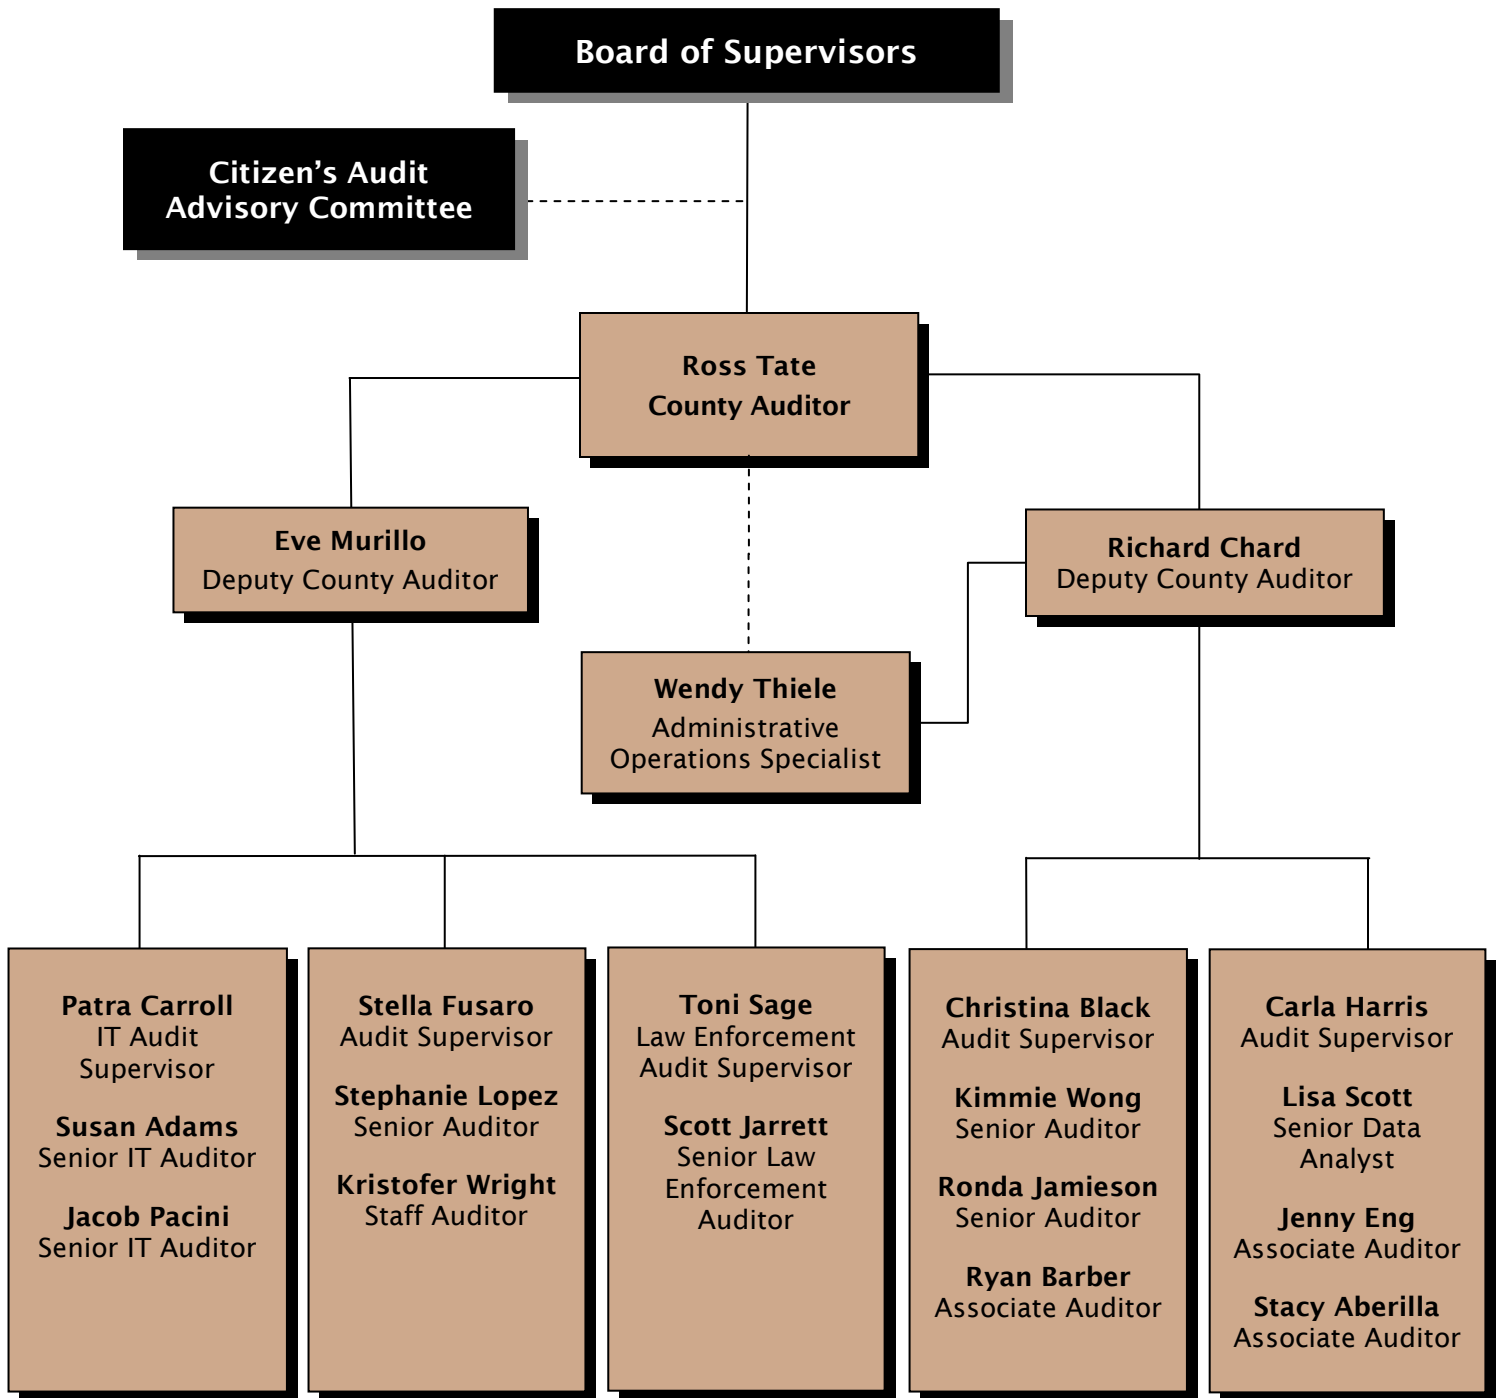 Board of Supervisors
Citizen’s Audit
Advisory Committee
Ross Tate
County Auditor
Eve Murillo
Deputy County Auditor
Richard Chard
Deputy County Auditor
Wendy Thiele
Administrative
Operations Specialist
Patra Carroll
IT Audit
Supervisor
Susan Adams
Senior IT Auditor
Jacob Pacini
Senior IT Auditor
Stella Fusaro
Audit Supervisor
Stephanie Lopez
Senior Auditor
Kristofer Wright
Staff Auditor
Toni Sage
Law Enforcement
Audit Supervisor
Scott Jarrett
Senior Law
Enforcement
Auditor
Christina Black
Audit Supervisor
Kimmie Wong
Senior Auditor
Ronda Jamieson
Senior Auditor
Ryan Barber
Associate Auditor
Carla Harris
Audit Supervisor
Lisa Scott
Senior Data
Analyst
Jenny Eng
Associate Auditor
Stacy Aberilla
Associate Auditor